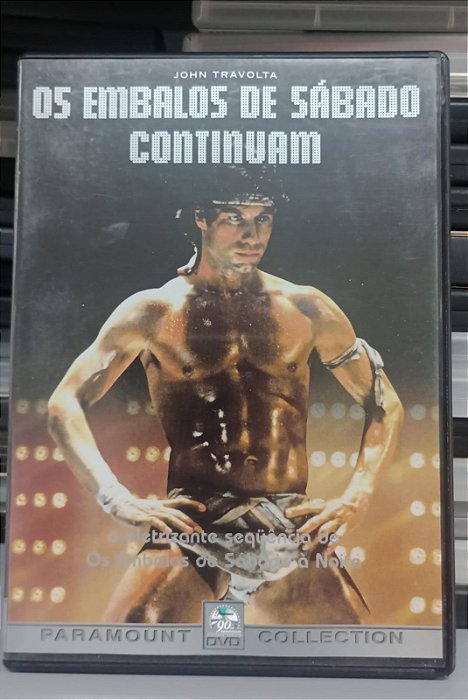 JOHN TRAVOLTA
OS EMBALOS DE SÁBADO
CONTINUAM
A eletrizante seqüência de
Os Embalos de Sábado à Noite
PARAMOUNT 90 DVD COLLECTION